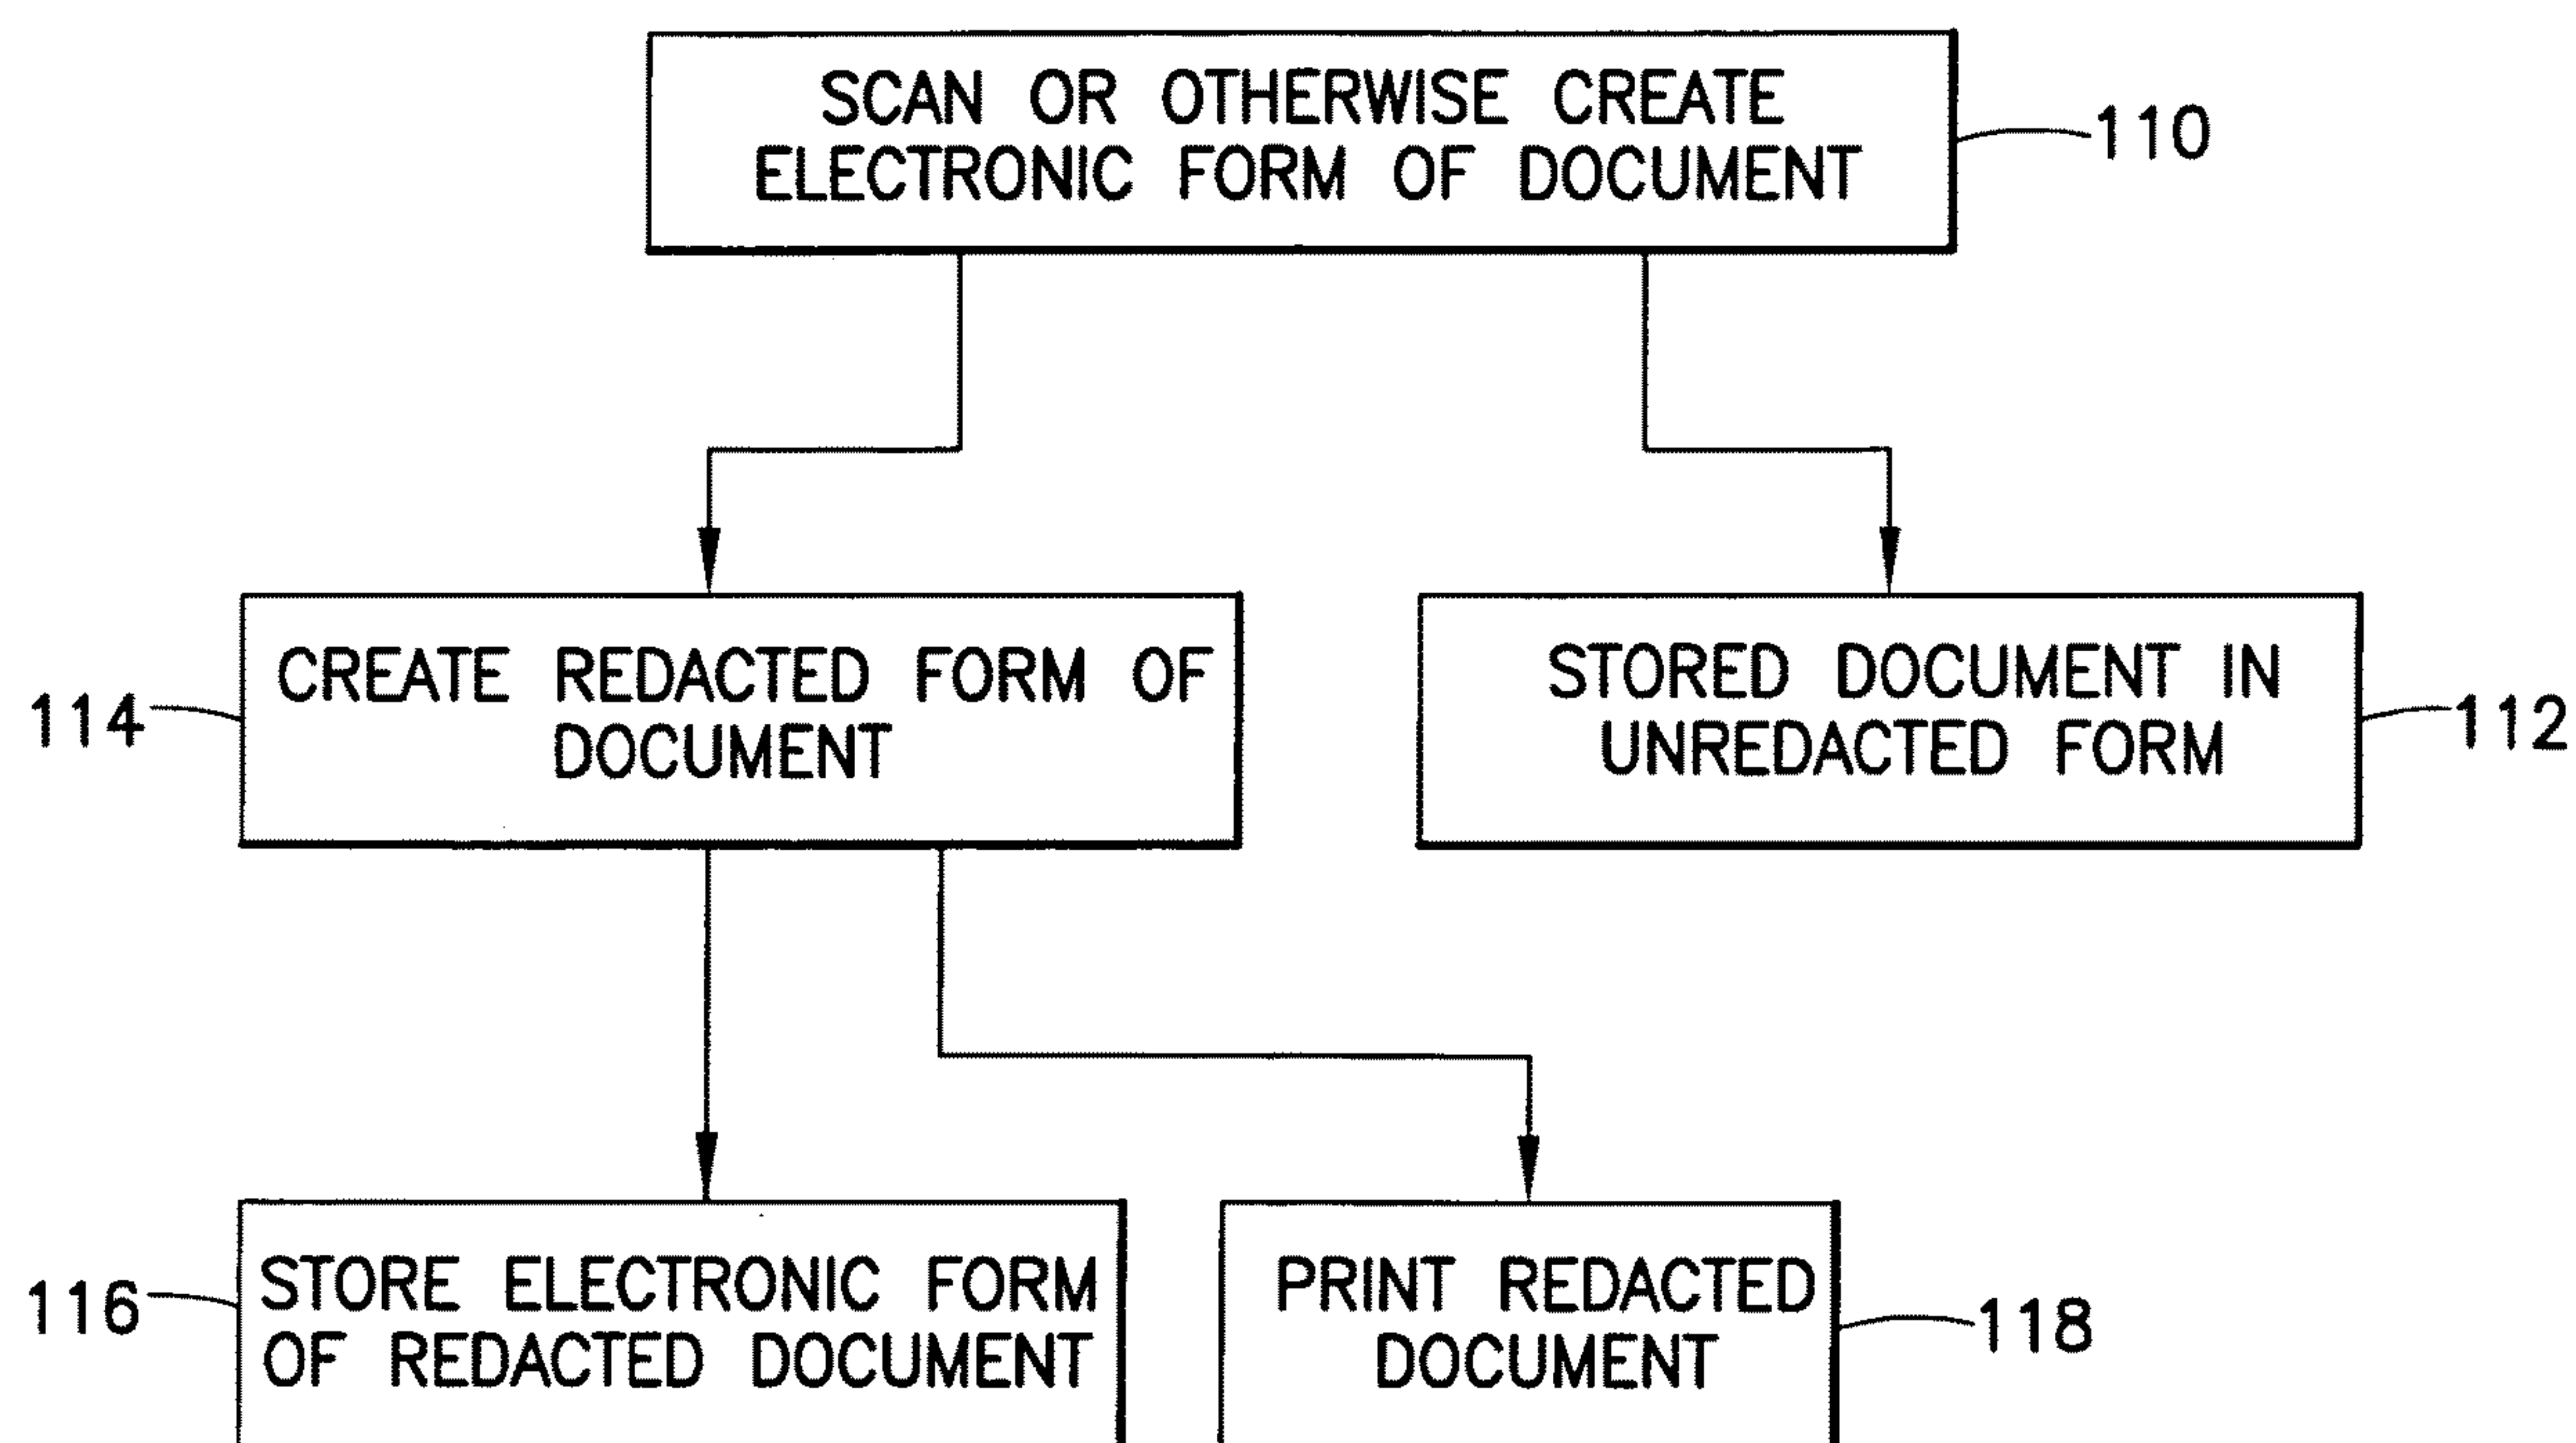 SCAN OR OTHERWISE CREATE
ELECTRONIC FORM OF DOCUMENT
110
CREATE REDACTED FORM OF
DOCUMENT
114
STORED DOCUMENT IN
UNREDACTED FORM
112
STORE ELECTRONIC FORM
OF REDACTED DOCUMENT
116
PRINT REDACTED
DOCUMENT
118